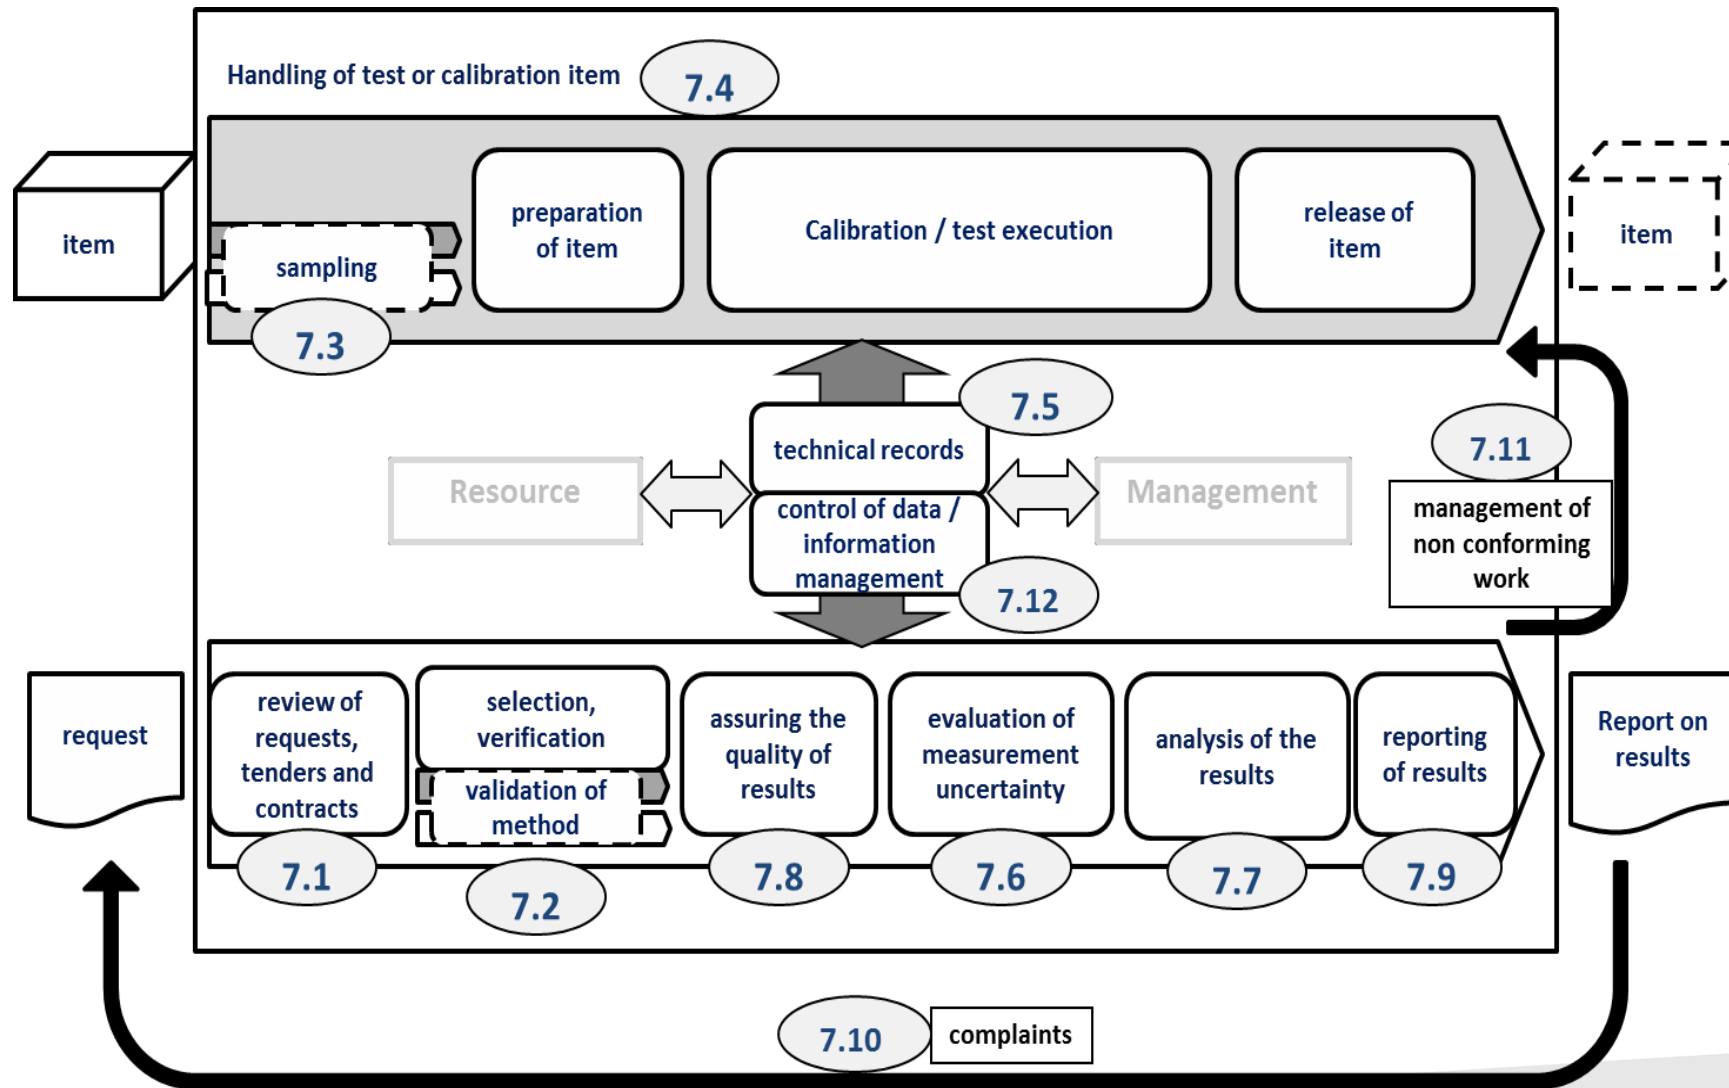 Handling of test or calibration item
7.4
item
sampling
7.3
preparation
of item
Calibration / test execution
release of
item
item
7.5
technical records
Resource
Management
control of data /
information
management
7.12
7.11
management of
non conforming
work
request
review of
requests,
tenders and
contracts
7.1
selection,
verification
validation of
method
7.2
assuring the
quality of
results
7.8
evaluation of
measurement
uncertainty
7.6
analysis of the
results
7.7
reporting
of results
7.9
Report on
results
7.10
complaints